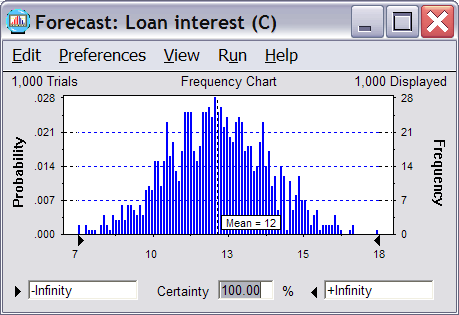 Forecast: Loan interest (C)
Edit Preferences View Run Help
1,000 Trials Frequency Chart 1,000 Displayed
.028 28
.021 21
.014 14
.007 7
.000 0
Probability
Frequency
Mean = 12
7 10 13 15 18
-Infinity Certainty 100.00 % +Infinity